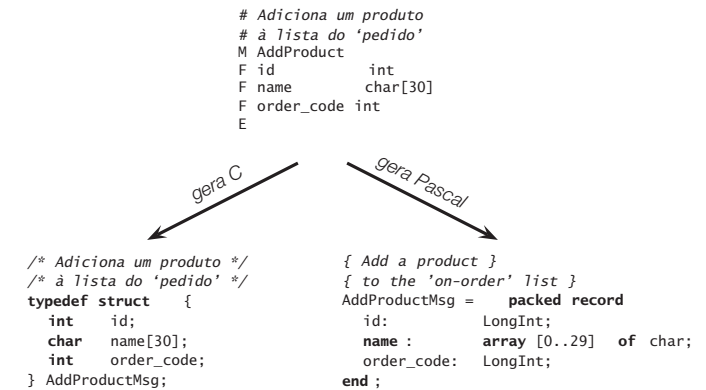 # Adiciona um produto
# à lista do ‘pedido’
M AddProduct
F id int
F name char[30]
F order_code int
E
gera C
gera Pascal
/* Adiciona um produto */
/* à lista do ‘pedido’ */
typedef struct {
int id;
char name[30];
int order_code;
} AddProductMsg;
{ Add a product }
{ to the ’on-order’ list }
AddProductMsg = packed record
id: LongInt;
name : array [0..29] of char;
order_code: LongInt;
end ;